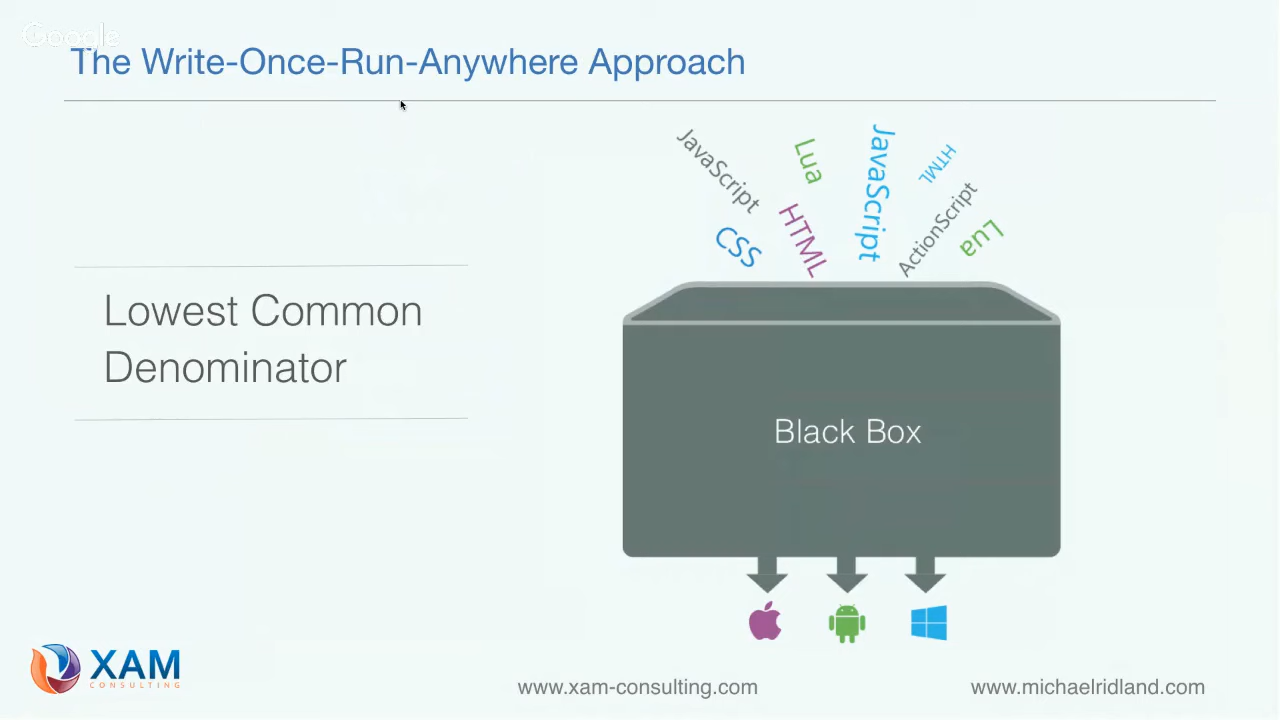 Google
The Write-Once-Run-Anywhere Approach
JavaScript
Lua
JavaScript
HTML
CSS
HTML
ActionScript
Lua
Lowest Common
Denominator
Black Box
XAM
CONSULTING
www.xam-consulting.com
www.michaelridland.com